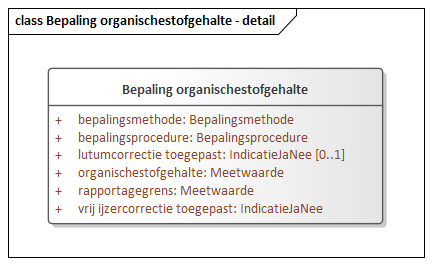 class Bepaling organischestofgehalte - detail
Bepaling organischestofgehalte
+ bepalingsmethode: Bepalingsmethode
+ bepalingsprocedure: Bepalingsprocedure
+ lutumcorrectie toegepast: IndicatieJaNee [0..1]
+ organischestofgehalte: Meetwaarde
+ rapportagegrens: Meetwaarde
+ vrij ijzercorrectie toegepast: IndicatieJaNee